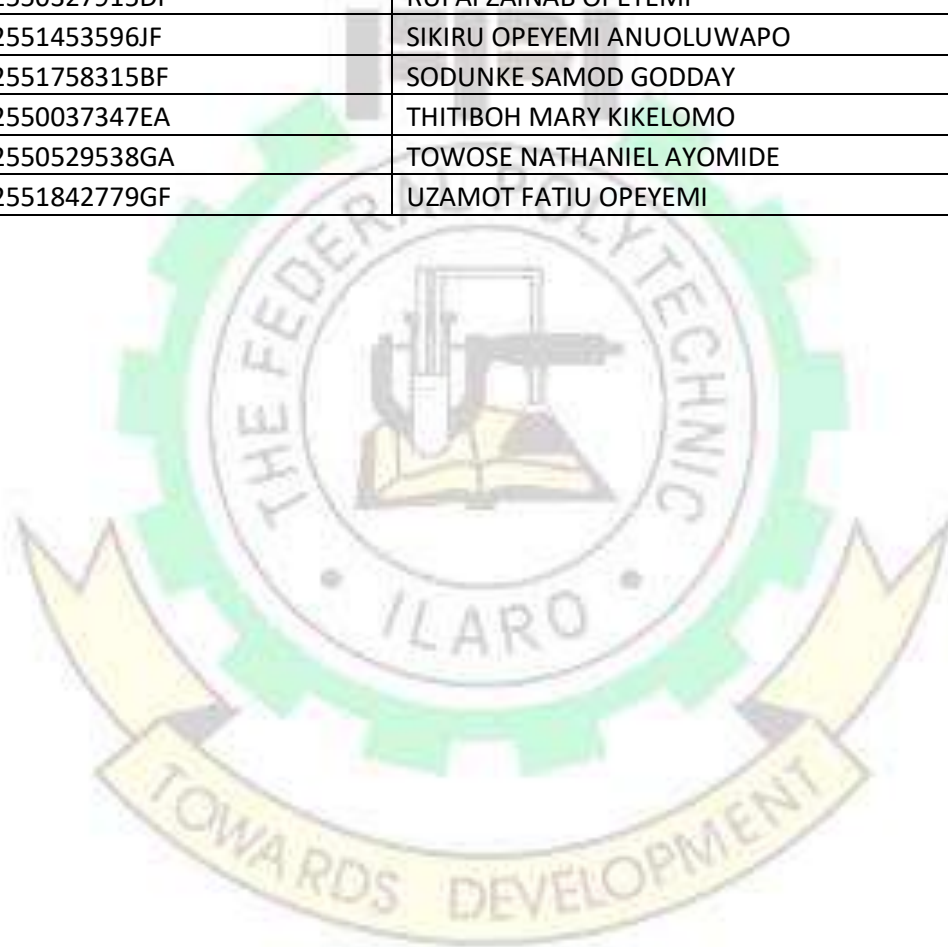 2551453596JF SIKIRU OPEYEMI ANUOLUWAPO
2551758315BF SODUNKE SAMOD GODDAY
2550037347EA THITIBOH MARY KIKELOMO
2550529538GA TOWOSE NATHANIEL AYOMIDE
2551842779GF UZAMOT FATIU OPEYEMI
THE FEDERAL POLYTECHNIC
ILARO
TOWARDS DEVELOPMENT